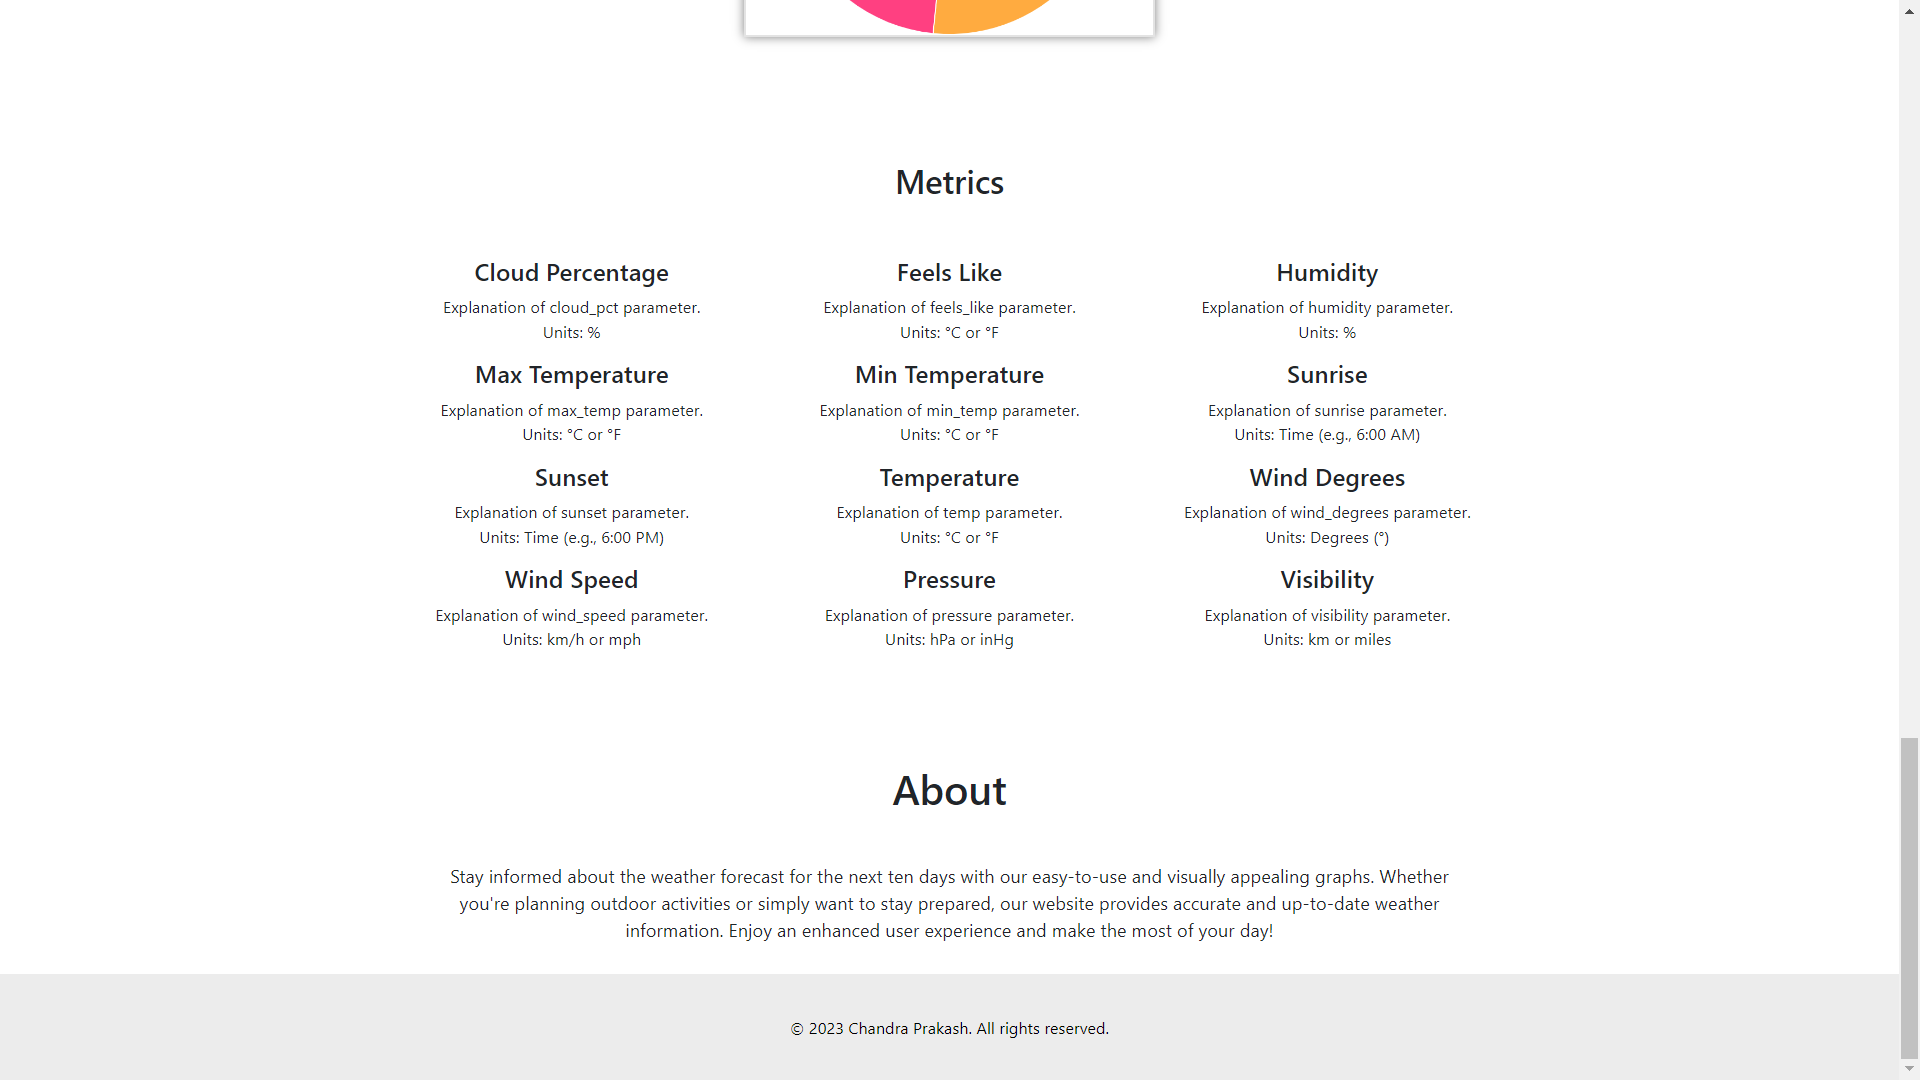 Metrics
Cloud Percentage
Explanation of cloud_pct parameter.
Units: %
Feels Like
Explanation of feels_like parameter.
Units: °C or °F
Humidity
Explanation of humidity parameter.
Units: %
Max Temperature
Explanation of max_temp parameter.
Units: °C or °F
Min Temperature
Explanation of min_temp parameter.
Units: °C or °F
Sunrise
Explanation of sunrise parameter.
Units: Time (e.g., 6:00 AM)
Sunset
Explanation of sunset parameter.
Units: Time (e.g., 6:00 PM)
Temperature
Explanation of temp parameter.
Units: °C or °F
Wind Degrees
Explanation of wind_degrees parameter.
Units: Degrees (°)
Wind Speed
Explanation of wind_speed parameter.
Units: km/h or mph
Pressure
Explanation of pressure parameter.
Units: hPa or inHg
Visibility
Explanation of visibility parameter.
Units: km or miles
About
Stay informed about the weather forecast for the next ten days with our easy-to-use and visually appealing graphs. Whether
you're planning outdoor activities or simply want to stay prepared, our website provides accurate and up-to-date weather
information. Enjoy an enhanced user experience and make the most of your day!
© 2023 Chandra Prakash. All rights reserved.